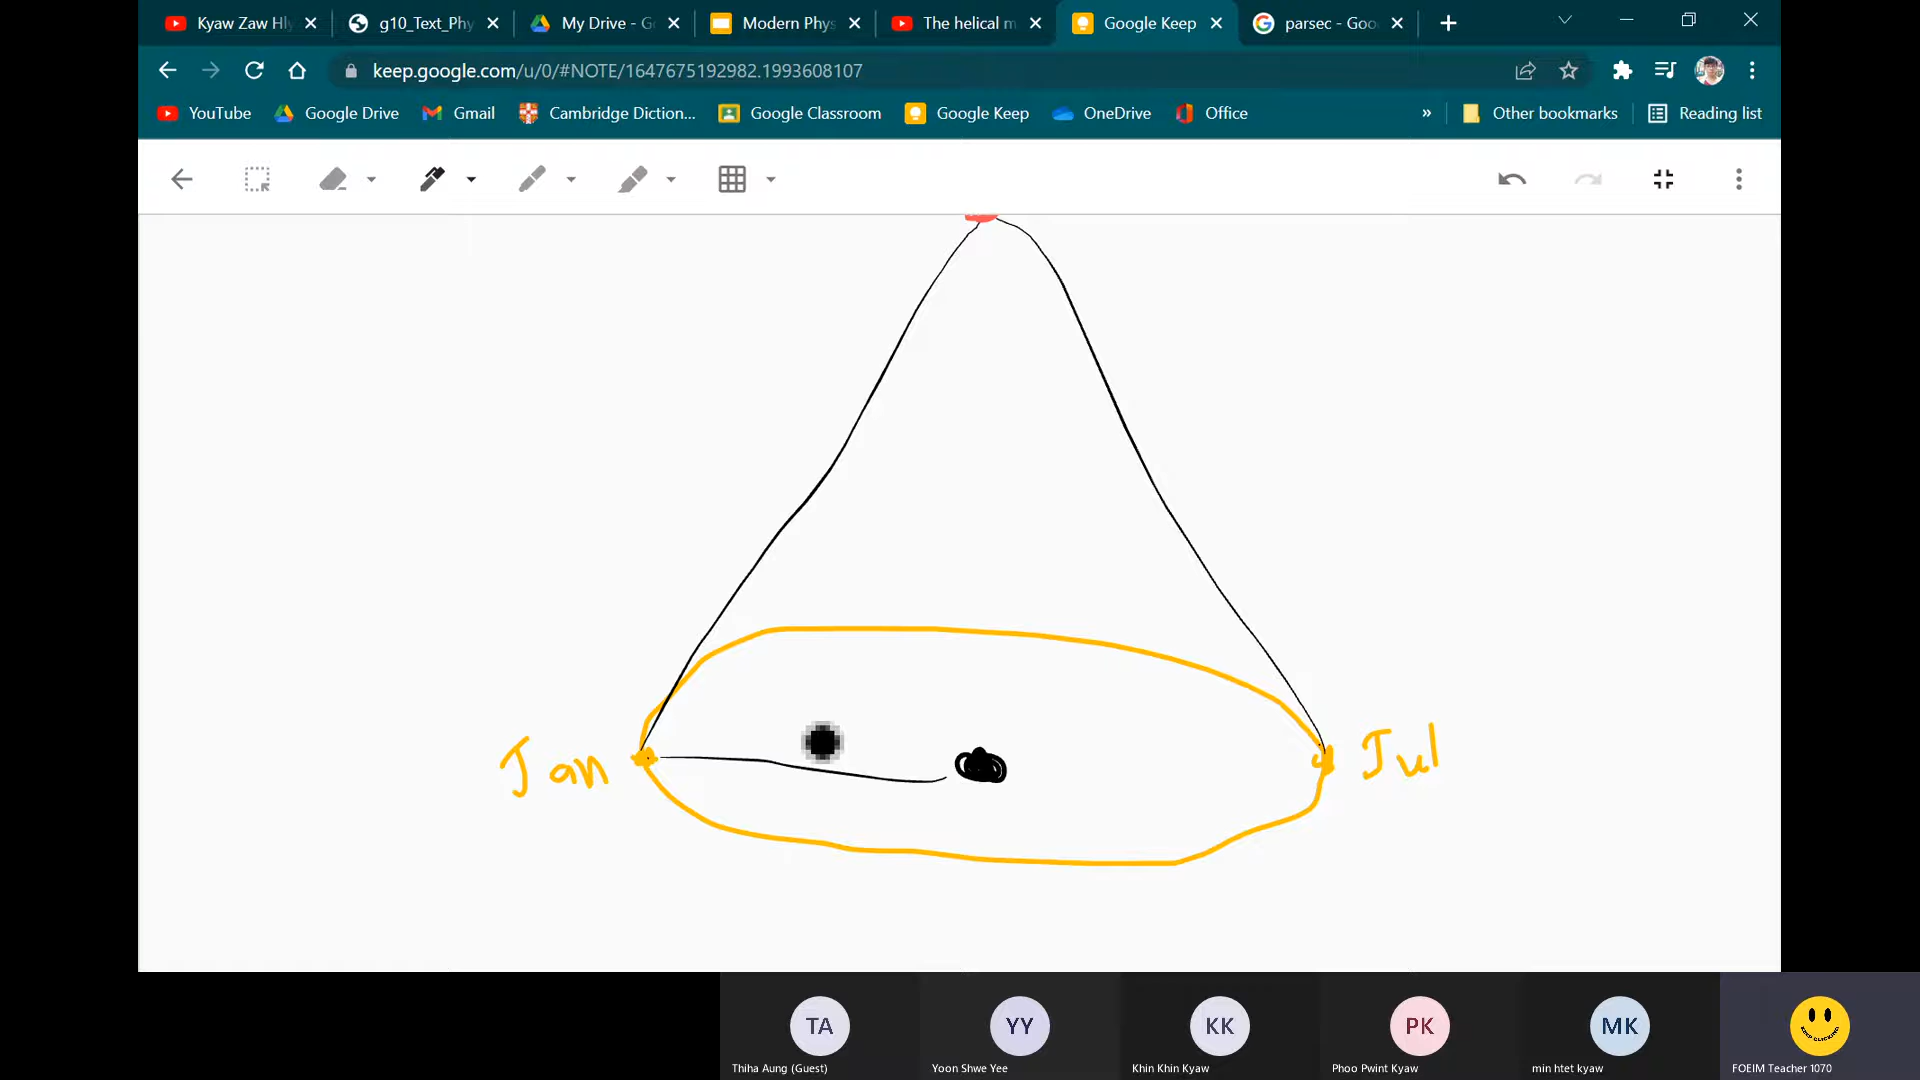 Kyaw Zaw Hl
g10_Text_Phy
My Drive - G
Modern Phys
The helical m
Google Keep
parsec - Goo
keep.google.com/u/0/#NOTE/1647675192982.1993608107
YouTube
Google Drive
Gmail
Cambridge Diction...
Google Classroom
Google Keep
OneDrive
Office
»
Other bookmarks
Reading list
Jan
Jul
TA
YY
KK
PK
MK
Thiha Aung (Guest)
Yoon Shwe Yee
Khin Khin Kyaw
Phoo Pwint Kyaw
min htet kyaw
FOEIM Teacher 1070